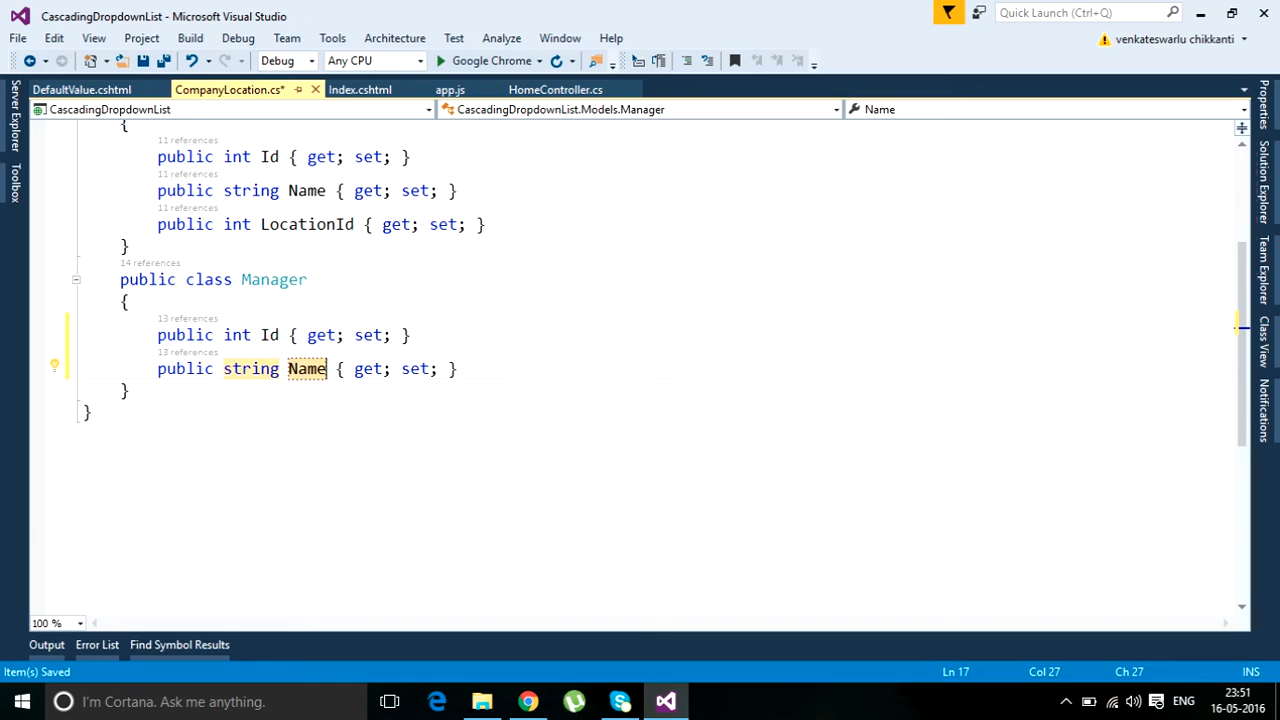 CascadingDropdownList - Microsoft Visual Studio
Quick Launch (Ctrl+Q)
File Edit View Project Build Debug Team Tools Architecture Test Analyze Window Help
venkateswarlu chikkanti
Debug Any CPU Google Chrome
DefaultValue.cshtml CompanyLocation.cs* Index.cshtml app.js HomeController.cs
CascadingDropdownList CascadingDropdownList.Models.Manager Name
Server Explorer
Toolbox
{
11 references
public int Id { get; set; }
11 references
public string Name { get; set; }
11 references
public int LocationId { get; set; }
}
14 references
public class Manager
{
13 references
public int Id { get; set; }
13 references
public string Name { get; set; }
}
}
Properties
Solution Explorer
Team Explorer
Class View
Notifications
100 %
Output Error List Find Symbol Results
Item(s) Saved Ln 17 Col 27 Ch 27 INS
I'm Cortana. Ask me anything.
ENG
23:51
16-05-2016